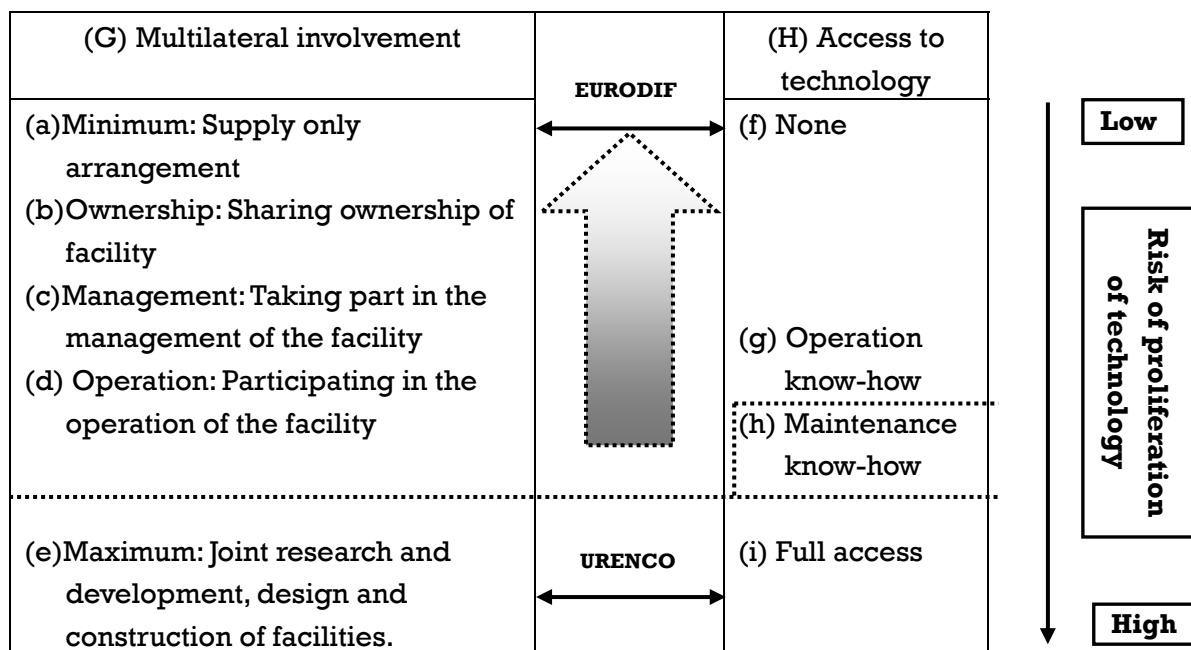 (G) Multilateral involvement
(H) Access to
technology
EURODIF
(a)Minimum: Supply only
arrangement
(b)Ownership: Sharing ownership of
facility
(c)Management: Taking part in the
management of the facility
(d) Operation: Participating in the
operation of the facility
(f) None
(g) Operation
know-how
(h) Maintenance
know-how
(e)Maximum: Joint research and
development, design and
construction of facilities.
URENCO
(i) Full access
Low
Risk of proliferation
of technology
High